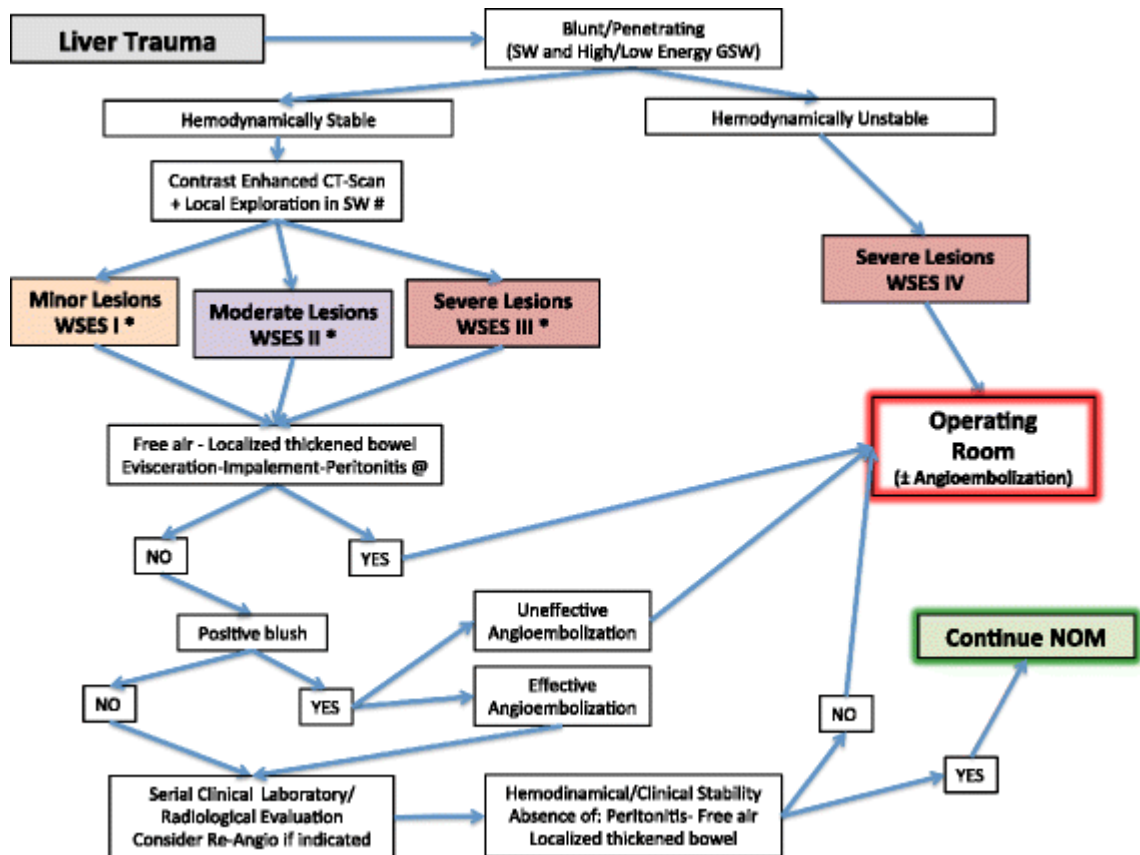 Liver Trauma
Blunt/Penetrating
(SW and High/Low Energy GSW)
Hemodynamically Stable
Hemodynamically Unstable
Contrast Enhanced CT-Scan
+ Local Exploration in SW #
Severe Lesions
WSES IV
Minor Lesions
WSES I *
Moderate Lesions
WSES II *
Severe Lesions
WSES III *
Free air - Localized thickened bowel
Evisceration-Impalement-Peritonitis @
Operating
Room
(± Angioembolization)
NO
YES
Positive blush
Uneffective
Angioembolization
Continue NOM
NO
YES
Effective
Angioembolization
NO
YES
Serial Clinical Laboratory/
Radiological Evaluation
Consider Re-Angio if indicated
Hemodinamical/Clinical Stability
Absence of: Peritonitis- Free air
Localized thickened bowel